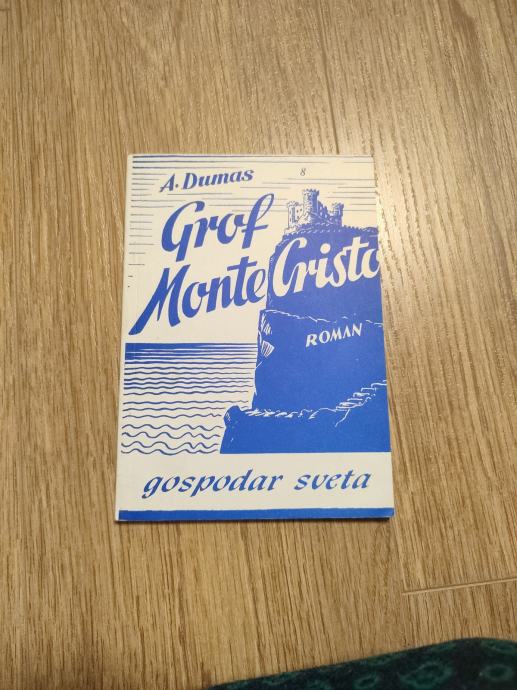 A. Dumas 8
Grof
Monte Cristo
ROMAN
gospodar sveta